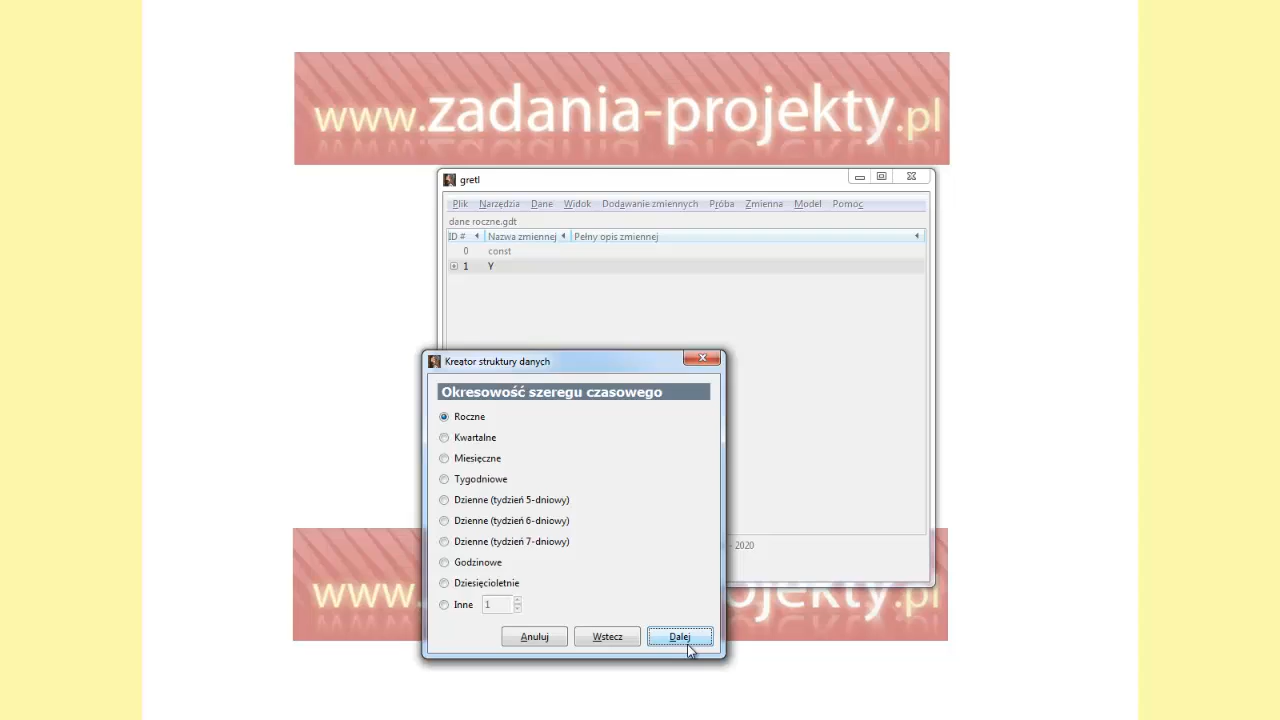 www.zadania-projekty.pl
gretl
Plik Narzędzia Dane Widok Dodawanie zmiennych Próba Zmienna Model Pomoc
dane roczne.gdt
ID # Nazwa zmiennej Pełny opis zmiennej
0 const
1 Y
Kreator struktury danych
Okresowość szeregu czasowego
Roczne
Kwartalne
Miesięczne
Tygodniowe
Dzienne (tydzień 5-dniowy)
Dzienne (tydzień 6-dniowy)
Dzienne (tydzień 7-dniowy)
- 2020
Godzinowe
Dziesięcioletnie
www. ojekty.pl
Inne 1
Anuluj Wstecz Dalej